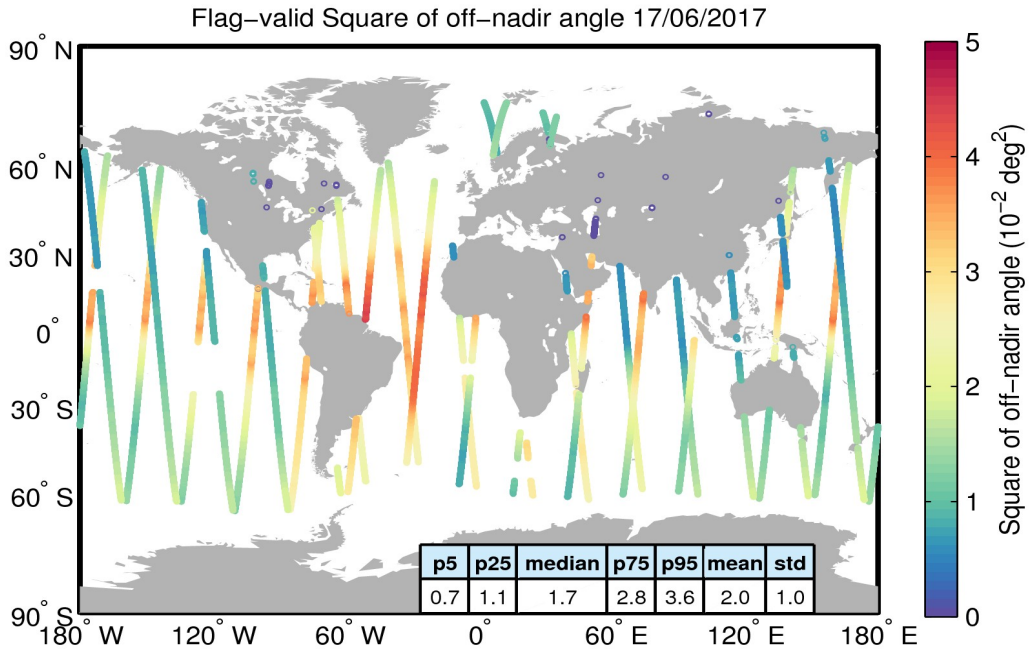 Flag−valid Square of off−nadir angle 17/06/2017
90° N
60° N
30° N
0°
30° S
60° S
90° S
180° W
120° W
60° W
0°
60° E
120° E
180° E
p5 p25 median p75 p95 mean std
0.7 1.1 1.7 2.8 3.6 2.0 1.0
5
4
3
2
1
0
Square of off−nadir angle (10⁻² deg²)